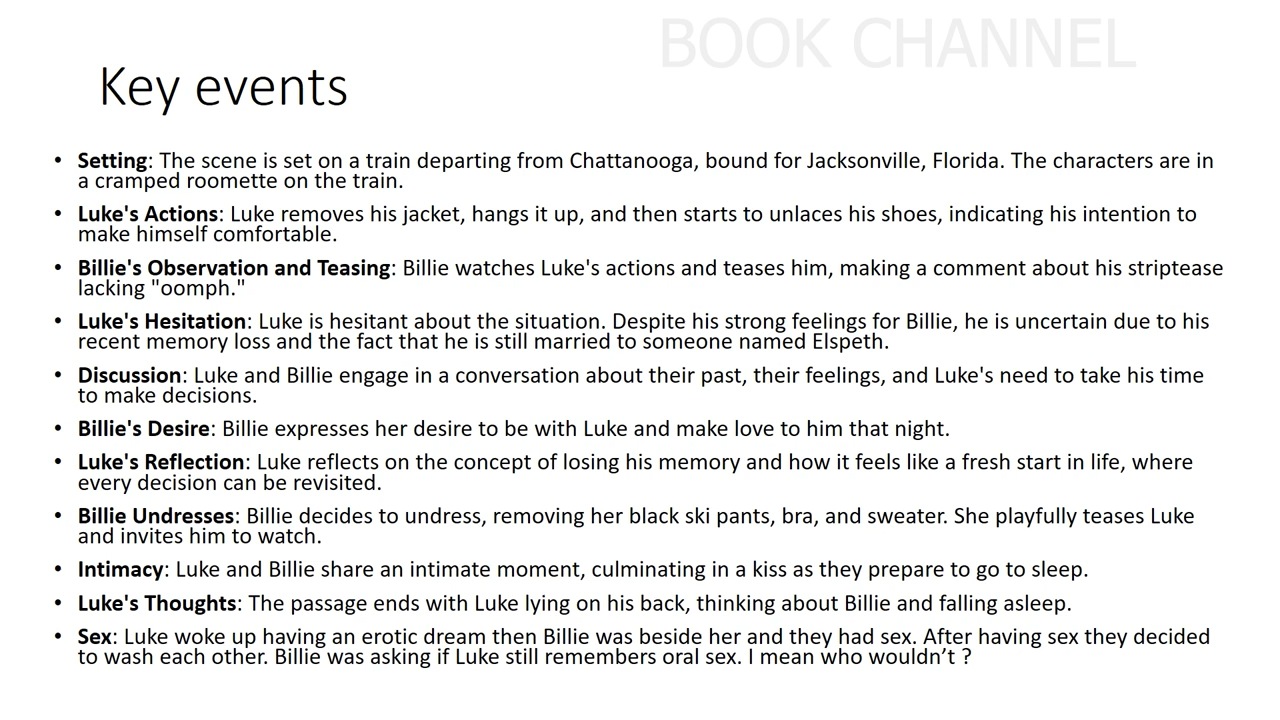 BOOK CHANNEL
Key events
• Setting: The scene is set on a train departing from Chattanooga, bound for Jacksonville, Florida. The characters are in
a cramped roomette on the train.
• Luke's Actions: Luke removes his jacket, hangs it up, and then starts to unlaces his shoes, indicating his intention to
make himself comfortable.
• Billie's Observation and Teasing: Billie watches Luke's actions and teases him, making a comment about his striptease
lacking "oomph."
• Luke's Hesitation: Luke is hesitant about the situation. Despite his strong feelings for Billie, he is uncertain due to his
recent memory loss and the fact that he is still married to someone named Elspeth.
• Discussion: Luke and Billie engage in a conversation about their past, their feelings, and Luke's need to take his time
to make decisions.
• Billie's Desire: Billie expresses her desire to be with Luke and make love to him that night.
• Luke's Reflection: Luke reflects on the concept of losing his memory and how it feels like a fresh start in life, where
every decision can be revisited.
• Billie Undresses: Billie decides to undress, removing her black ski pants, bra, and sweater. She playfully teases Luke
and invites him to watch.
• Intimacy: Luke and Billie share an intimate moment, culminating in a kiss as they prepare to go to sleep.
• Luke's Thoughts: The passage ends with Luke lying on his back, thinking about Billie and falling asleep.
• Sex: Luke woke up having an erotic dream then Billie was beside her and they had sex. After having sex they decided
to wash each other. Billie was asking if Luke still remembers oral sex. I mean who wouldn’t ?